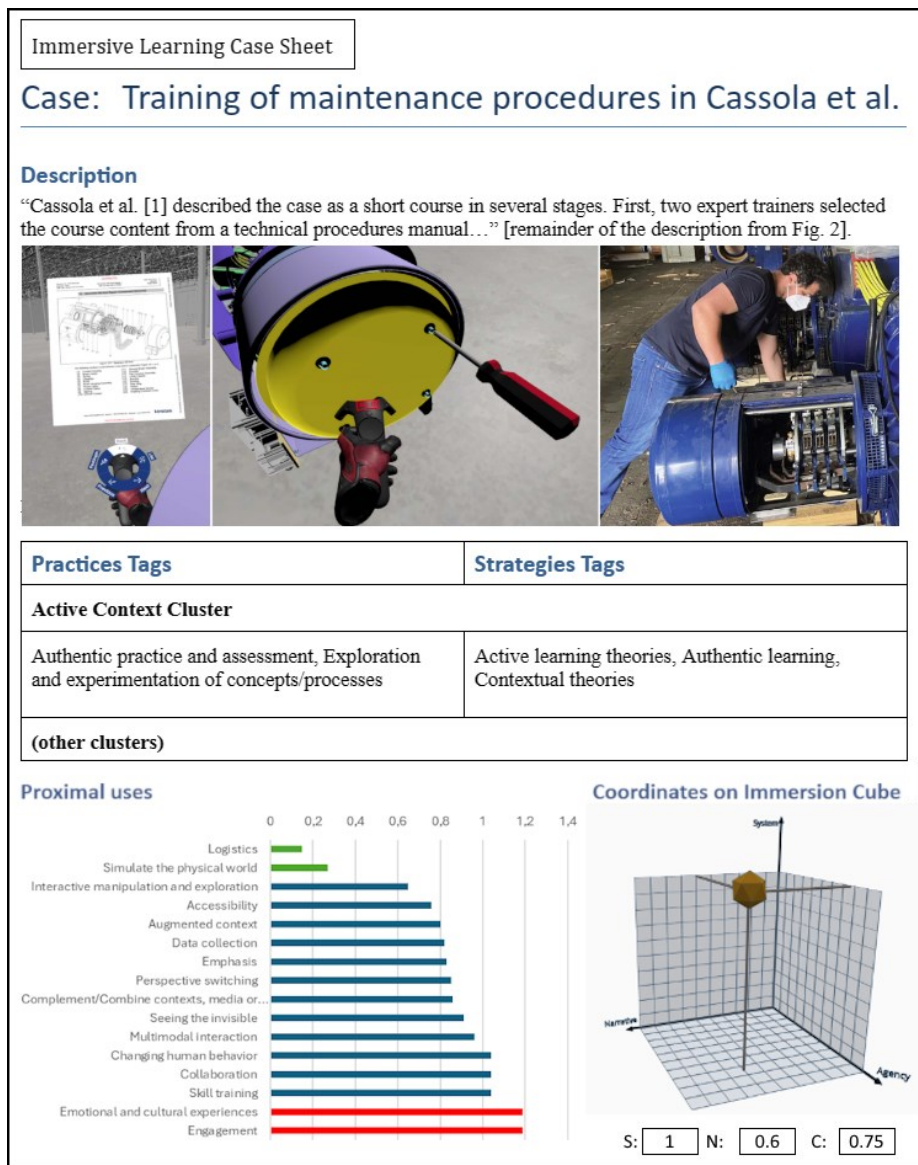 Immersive Learning Case Sheet
Case: Training of maintenance procedures in Cassola et al.
Description
“Cassola et al. [1] described the case as a short course in several stages. First, two expert trainers selected
the course content from a technical procedures manual…” [remainder of the description from Fig. 2].
Practices Tags
Strategies Tags
Active Context Cluster
Authentic practice and assessment, Exploration
and experimentation of concepts/processes
Active learning theories, Authentic learning,
Contextual theories
(other clusters)
Proximal uses
0 0,2 0,4 0,6 0,8 1 1,2 1,4
Logistics
Simulate the physical world
Interactive manipulation and exploration
Accessibility
Augmented context
Data collection
Emphasis
Perspective switching
Complement/Combine contexts, media or...
Seeing the invisible
Multimodal interaction
Changing human behavior
Collaboration
Skill training
Emotional and cultural experiences
Engagement
Coordinates on Immersion Cube
System
Narrative
Agency
S: 1 N: 0.6 C: 0.75